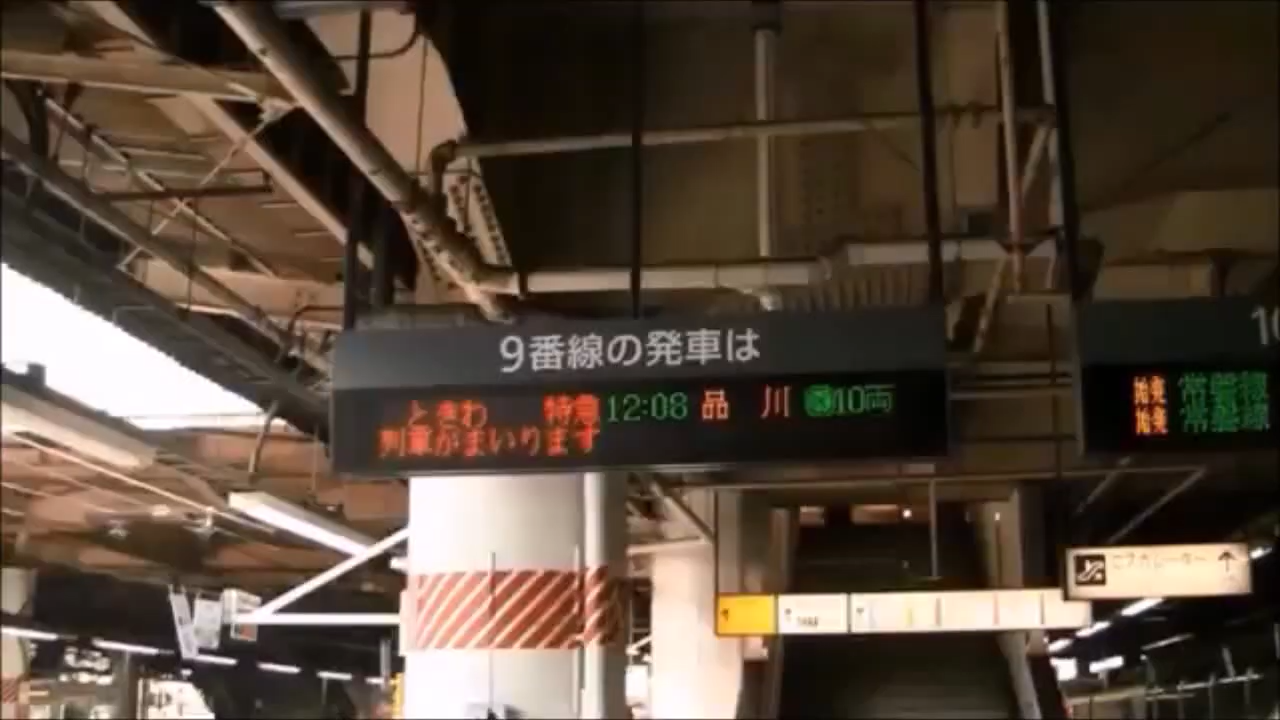 9番線の発車は
ときわ 特急 12:08 品 川 10両
列車がまいります
10
始発 常磐線
始発 常磐線
エスカレーター ↑